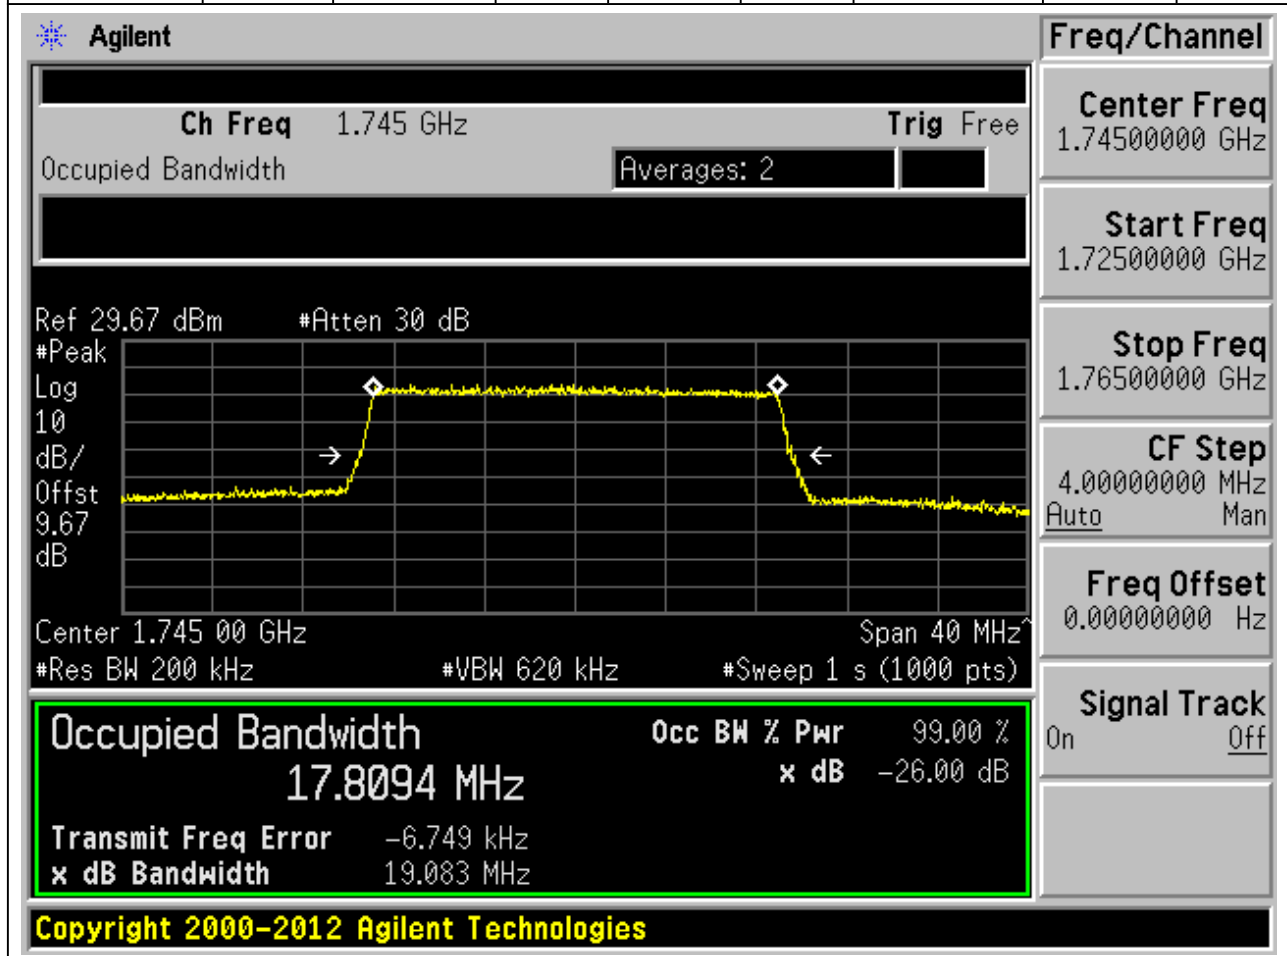 Agilent
Freq/Channel
Ch Freq 1.745 GHz Trig Free
Occupied Bandwidth Averages: 2
Center Freq
1.74500000 GHz
Start Freq
1.72500000 GHz
Stop Freq
1.76500000 GHz
CF Step
4.00000000 MHz
Auto Man
Freq Offset
0.00000000 Hz
Signal Track
On Off
Ref 29.67 dBm #Atten 30 dB
#Peak
Log
10
dB/
Offst
9.67
dB
Center 1.745 00 GHz Span 40 MHz^
#Res BW 200 kHz #VBW 620 kHz #Sweep 1 s (1000 pts)
Occupied Bandwidth Occ BW % Pwr 99.00 %
17.8094 MHz x dB -26.00 dB
Transmit Freq Error -6.749 kHz
x dB Bandwidth 19.083 MHz
Copyright 2000-2012 Agilent Technologies